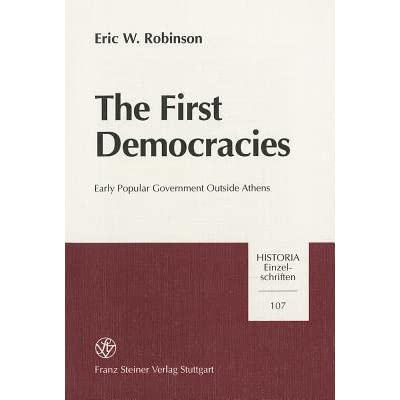 Eric W. Robinson
The First
Democracies
Early Popular Government Outside Athens
HISTORIA
Einzel-
schriften
107
Franz Steiner Verlag Stuttgart